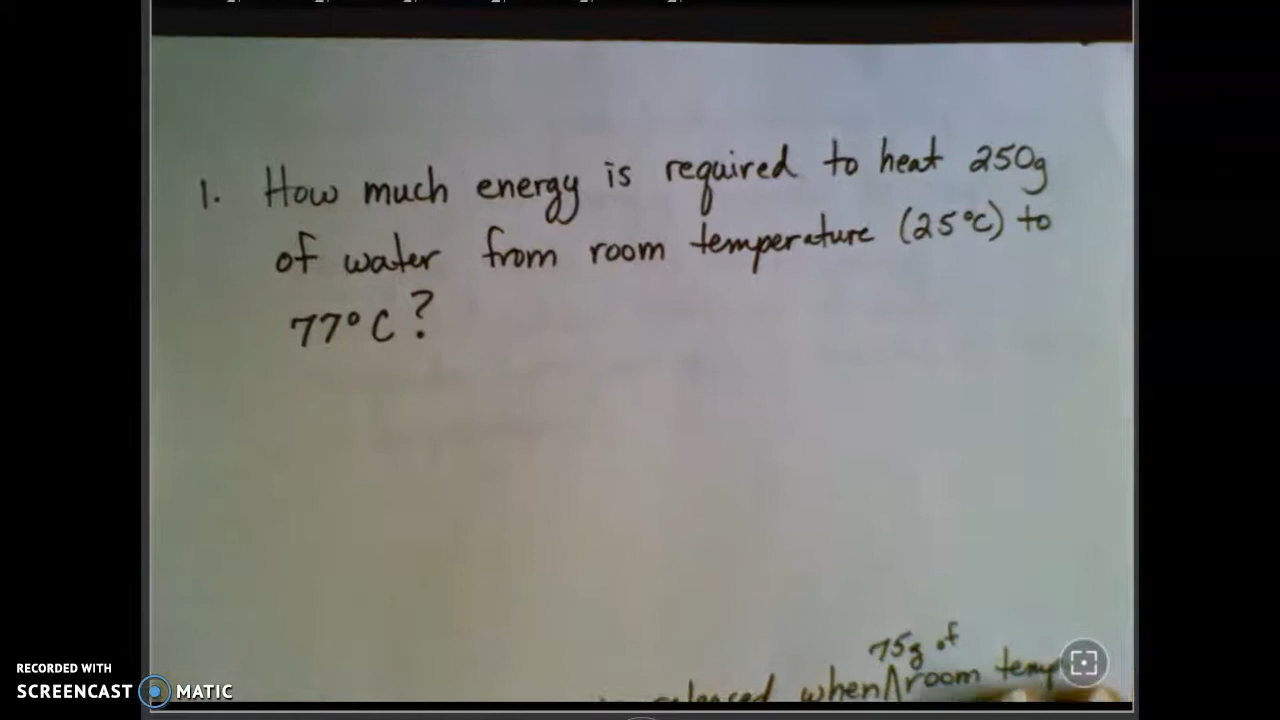 1. How much energy is required to heat 250g
of water from room temperature (25°C) to
77°C?
75g of
released when room temp
RECORDED WITH
SCREENCAST MATIC